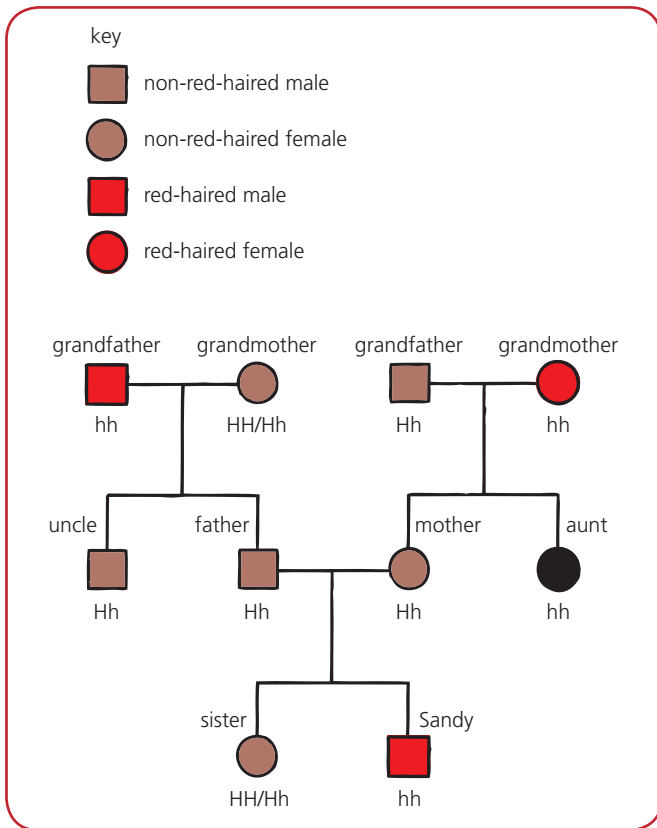 key
non-red-haired male
non-red-haired female
red-haired male
red-haired female
grandfather grandmother grandfather grandmother
hh HH/Hh Hh hh
uncle father mother aunt
Hh Hh Hh hh
sister Sandy
HH/Hh hh